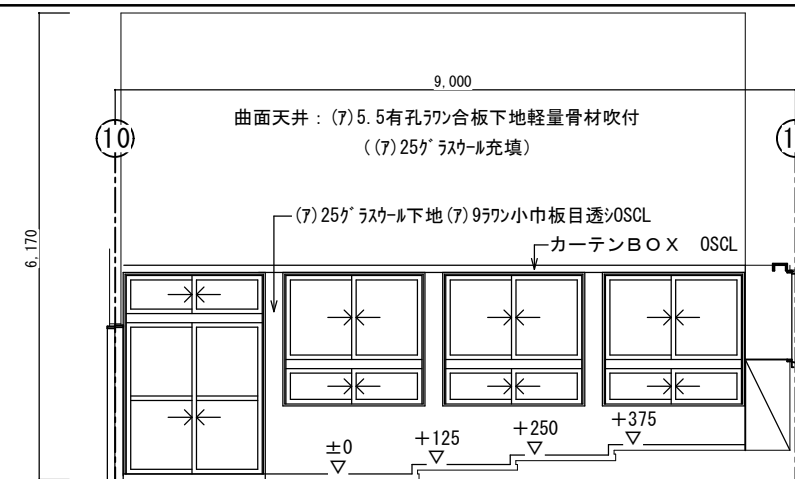 9,000
曲面天井：(ア)5.5有孔ﾗﾜﾝ合板下地軽量骨材吹付
((ア)25ｸﾞﾗｽｳｰﾙ充填)
10
1
6,170
(ア)25ｸﾞﾗｽｳｰﾙ下地(ア)9ﾗﾜﾝ小巾板目透ｼOSCL
カーテンＢＯＸ　OSCL
±0
+125
+250
+375